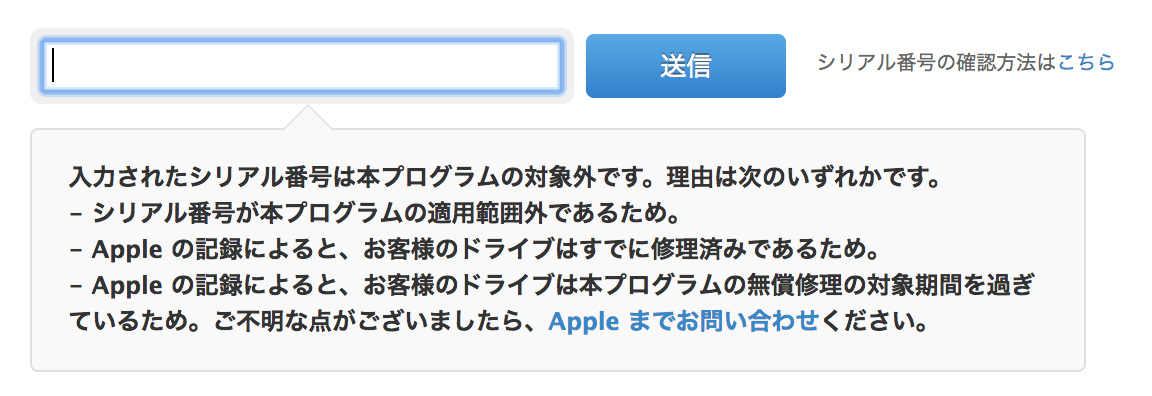 送信
シリアル番号の確認方法はこちら
入力されたシリアル番号は本プログラムの対象外です。理由は次のいずれかです。
– シリアル番号が本プログラムの適用範囲外であるため。
– Apple の記録によると、お客様のドライブはすでに修理済みであるため。
– Apple の記録によると、お客様のドライブは本プログラムの無償修理の対象期間を過ぎ
ているため。ご不明な点がございましたら、Apple までお問い合わせください。